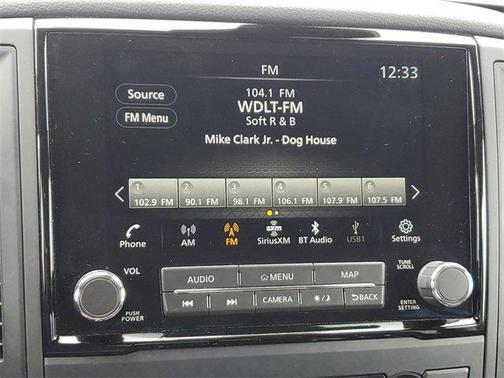 FM
12:33
Source
104.1 FM
WDLT-FM
FM Menu
Soft R & B
Mike Clark Jr. - Dog House
1 2 3 4 5 6
102.9 FM 90.1 FM 98.1 FM 106.1 FM 107.9 FM 107.5 FM
sxm
Phone AM FM SiriusXM BT Audio USB1 Settings
VOL AUDIO MENU MAP TUNE
SCROLL
CAMERA BACK
PUSH
POWER
ENTER
SETTING